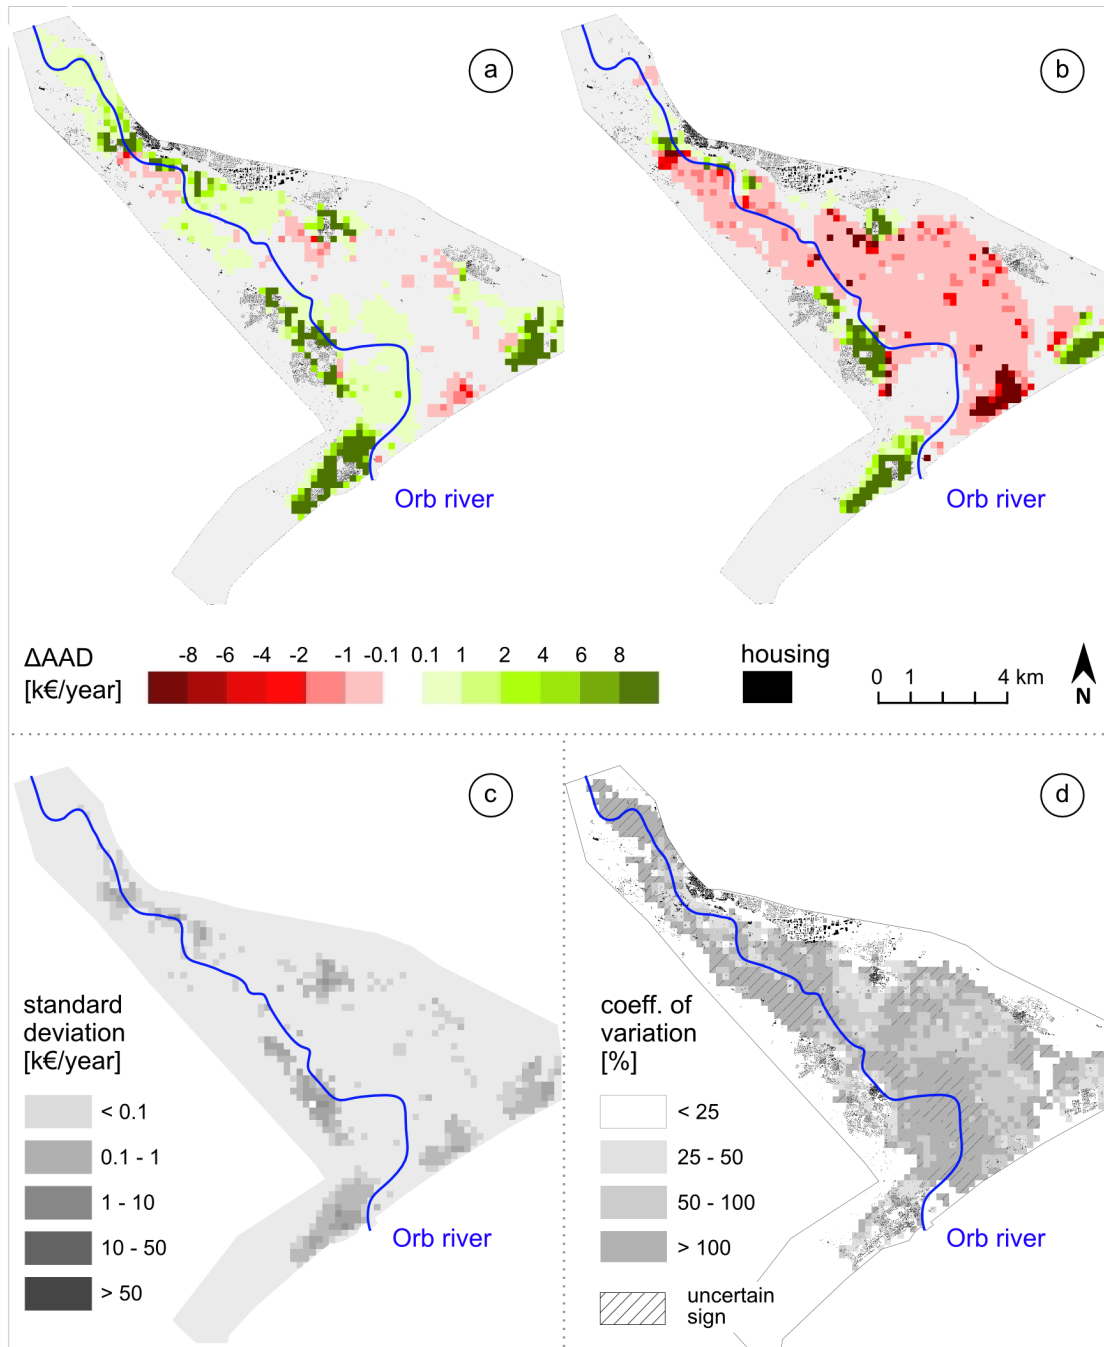 a
b
Orb river
Orb river
ΔAAD
[k€/year]
-8 -6 -4 -2 -1 -0.1 0.1 1 2 4 6 8
housing
0 1 4 km
N
c
d
standard
deviation
[k€/year]
< 0.1
0.1 - 1
1 - 10
10 - 50
> 50
Orb river
coeff. of
variation
[%]
< 25
25 - 50
50 - 100
> 100
uncertain
sign
Orb river